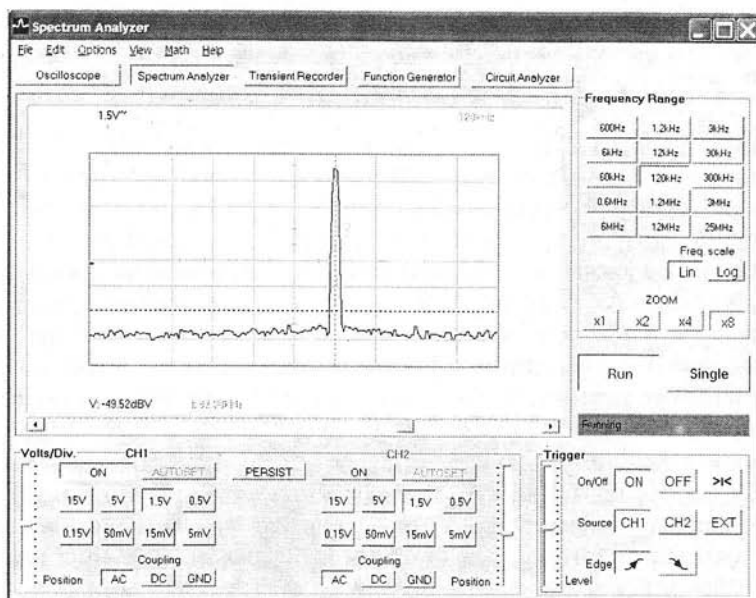 Spectrum Analyzer
File Edit Options View Math Help
Oscilloscope Spectrum Analyzer Transient Recorder Function Generator Circuit Analyzer
1.5V~ 120kHz
V: -49.52dBV
Frequency Range
600Hz 1.2kHz 3kHz
6kHz 12kHz 30kHz
60kHz 120kHz 300kHz
0.6MHz 1.2MHz 3MHz
6MHz 12MHz 25MHz
Freq. scale
Lin Log
ZOOM
x1 x2 x4 x8
Run Single
Running
Volts/Div. CH1 CH2
ON AUTOSET PERSIST ON AUTOSET
15V 5V 1.5V 0.5V 15V 5V 1.5V 0.5V
0.15V 50mV 15mV 5mV 0.15V 50mV 15mV 5mV
Coupling Coupling
Position AC DC GND AC DC GND Position
Trigger
On/Off ON OFF >I<
Source CH1 CH2 EXT
Edge
Level